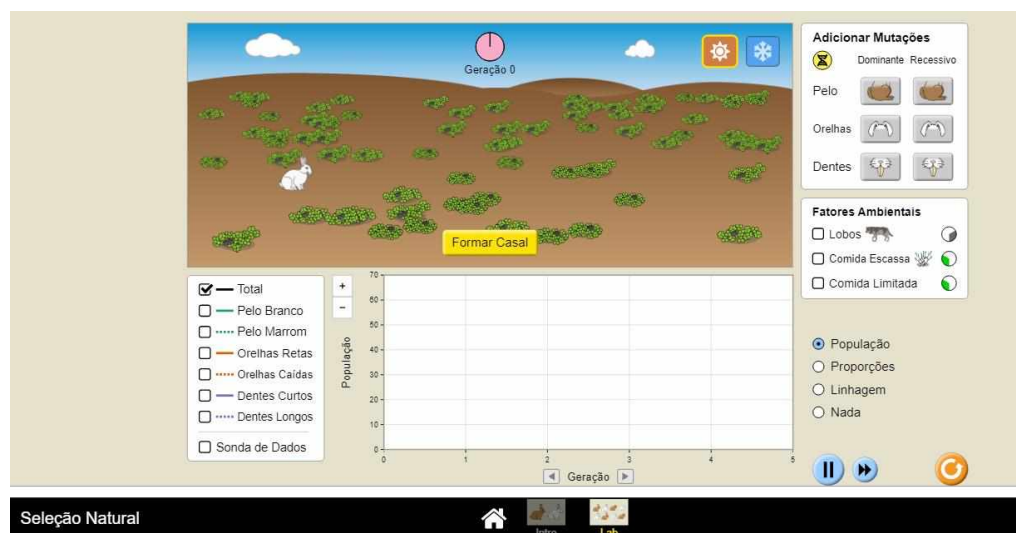 Geração 0
Formar Casal
Adicionar Mutações
Dominante Recessivo
Pelo
Orelhas
Dentes
Fatores Ambientais
Lobos
Comida Escassa
Comida Limitada
Total
Pelo Branco
Pelo Marrom
Orelhas Retas
Orelhas Caídas
Dentes Curtos
Dentes Longos
Sonda de Dados
+
-
População
70
60
50
40
30
20
10
0
0 1 2 3 4 5
Geração
População
Proporções
Linhagem
Nada
Seleção Natural
Intro
Lab